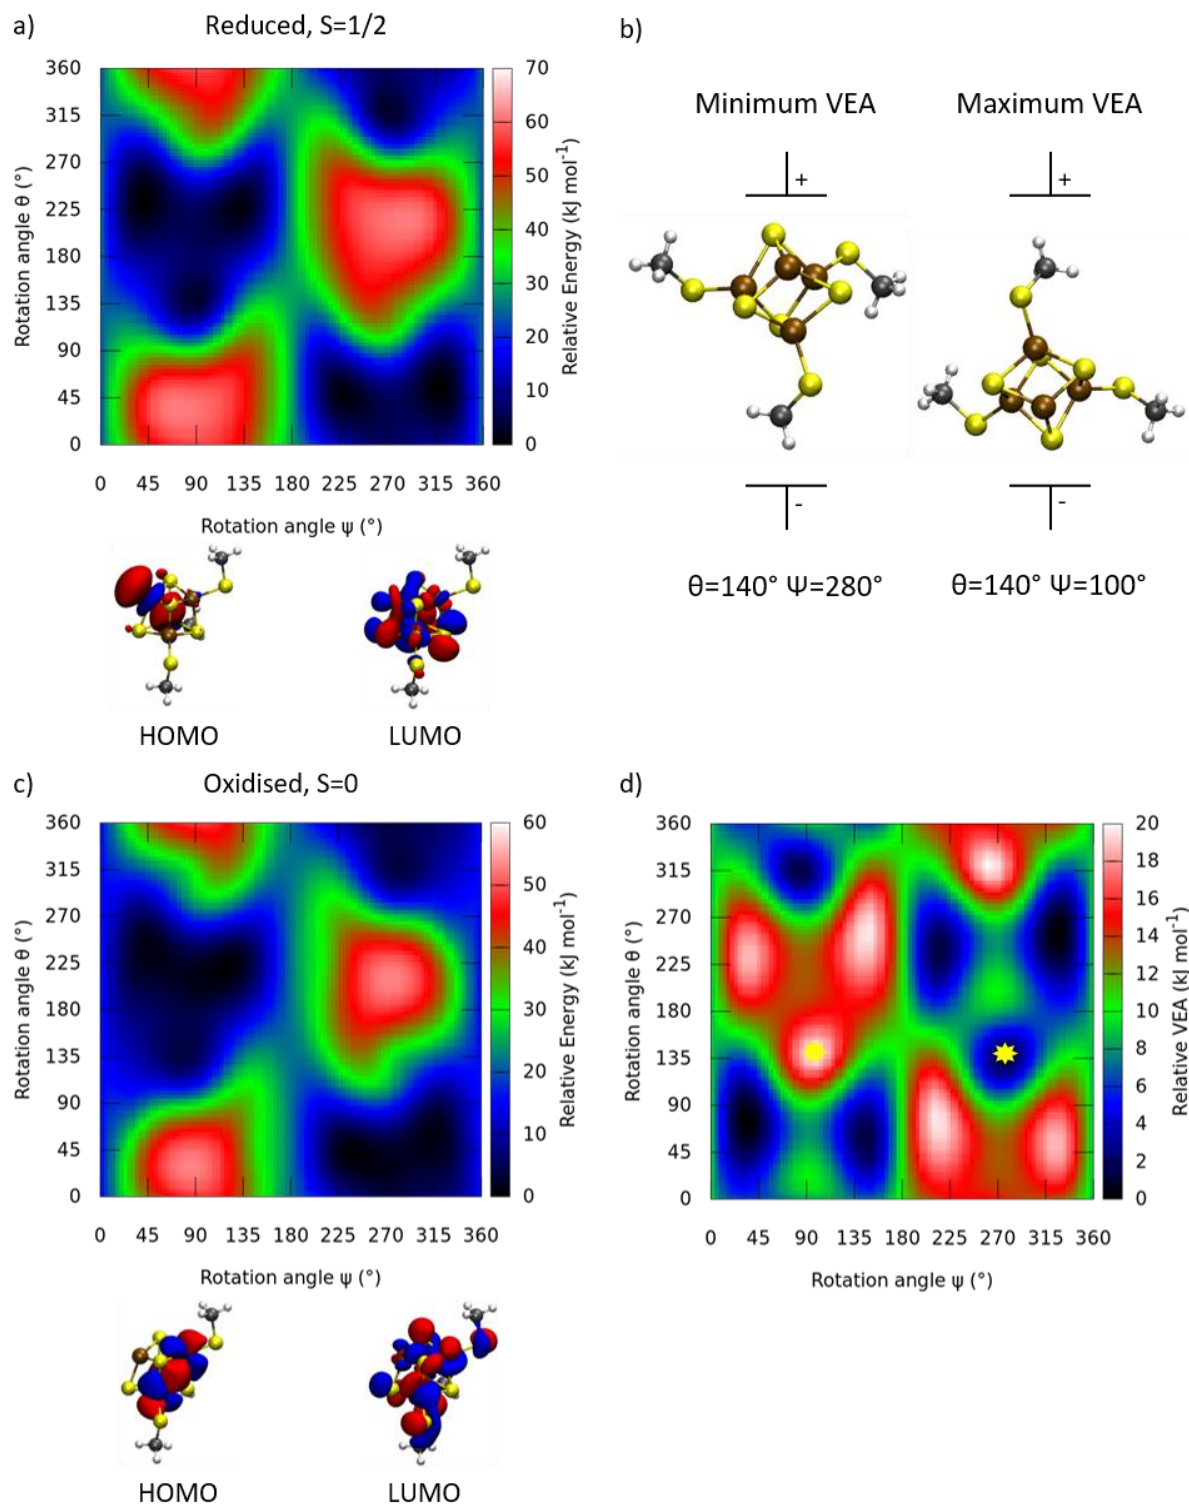 a)
Reduced, S=1/2
360
315
270
225
180
135
90
45
0
Rotation angle θ (°)
0 45 90 135 180 225 270 315 360
Rotation angle ψ (°)
70
60
50
40
30
20
10
0
Relative Energy (kJ mol-1)
HOMO
LUMO
b)
Minimum VEA
Maximum VEA
+
+
-
-
θ=140° Ψ=280°
θ=140° Ψ=100°
c)
Oxidised, S=0
360
315
270
225
180
135
90
45
0
Rotation angle θ (°)
0 45 90 135 180 225 270 315 360
Rotation angle ψ (°)
60
50
40
30
20
10
0
Relative Energy (kJ mol-1)
HOMO
LUMO
d)
360
315
270
225
180
135
90
45
0
Rotation angle θ (°)
0 45 90 135 180 225 270 315 360
Rotation angle ψ (°)
20
18
16
14
12
10
8
6
4
2
0
Relative VEA (kJ mol-1)